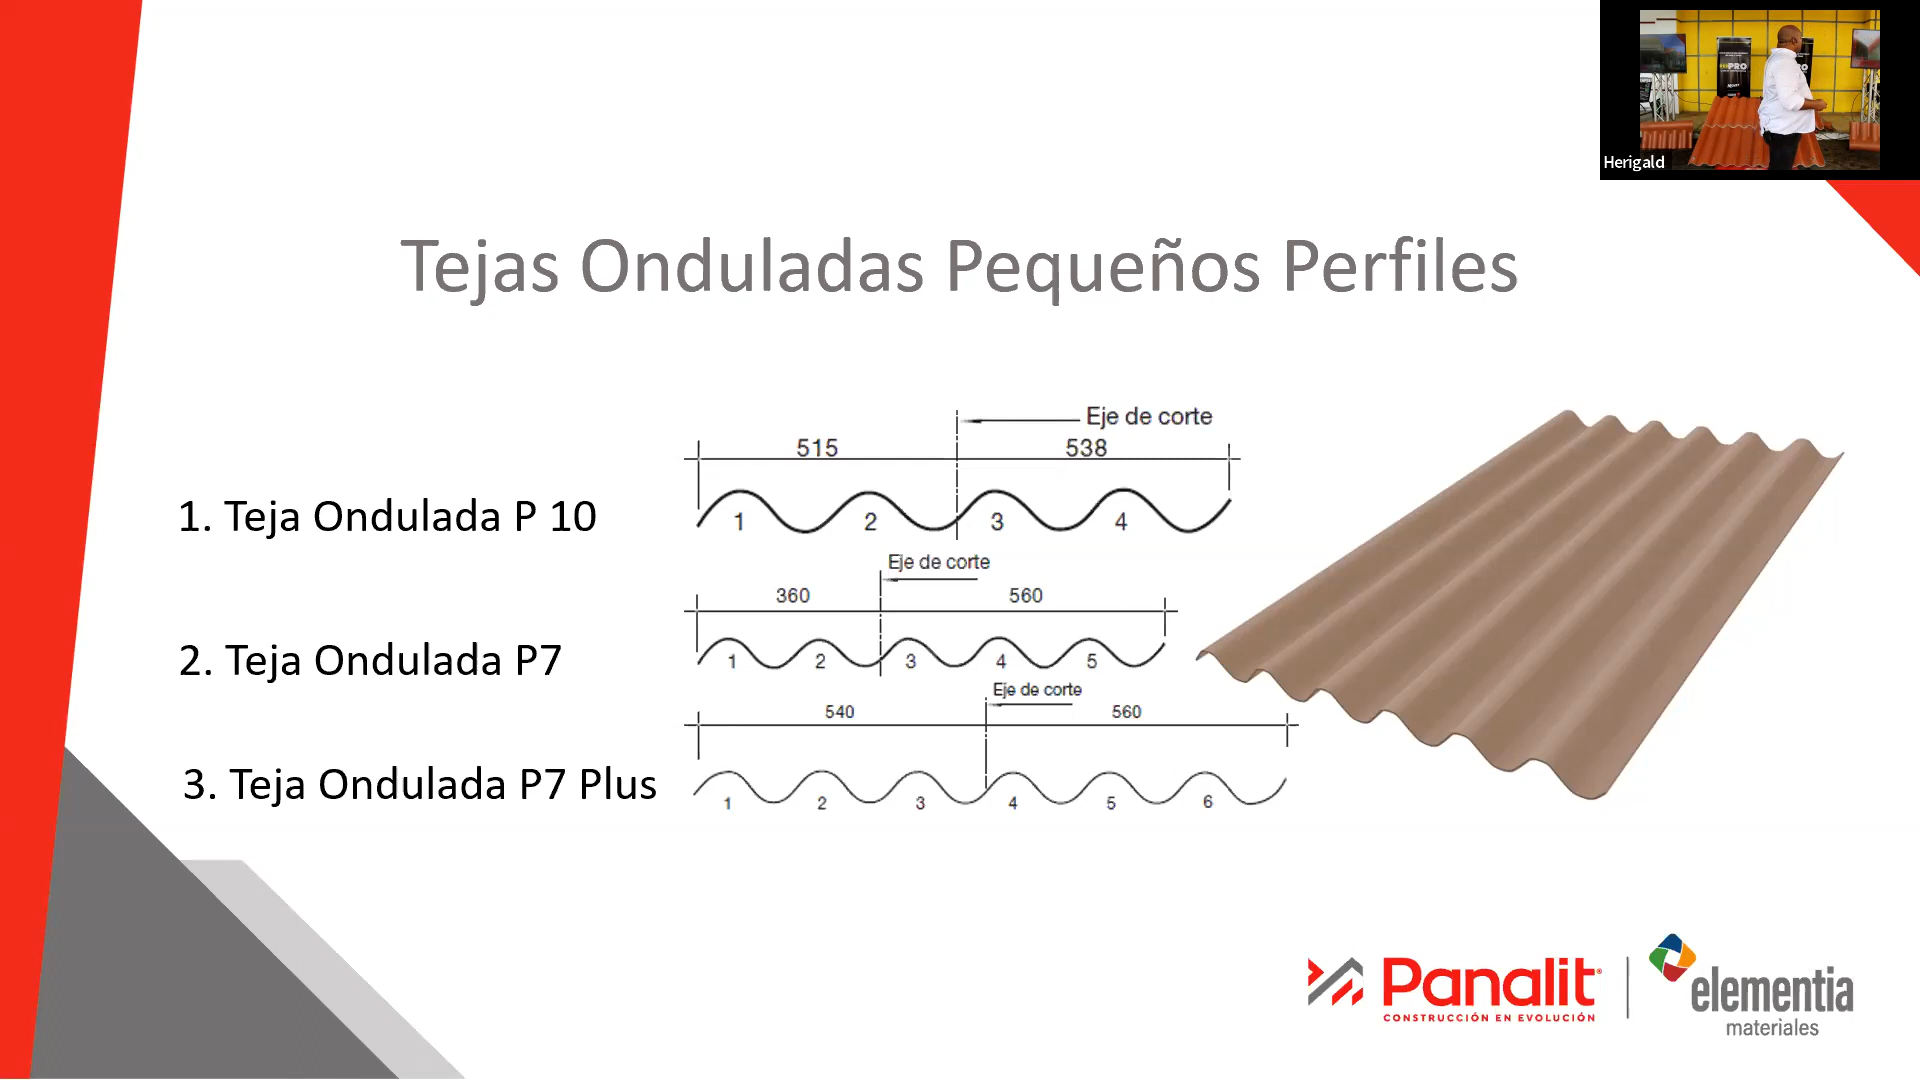 Herigald
PRO
Tejas Onduladas Pequeños Perfiles
Eje de corte
515
538
1. Teja Ondulada P 10
1
2
3
4
Eje de corte
360
560
2. Teja Ondulada P7
1
2
3
4
5
Eje de corte
540
560
3. Teja Ondulada P7 Plus
1
2
3
4
5
6
Panalit
CONSTRUCCIÓN EN EVOLUCIÓN
elementia
materiales